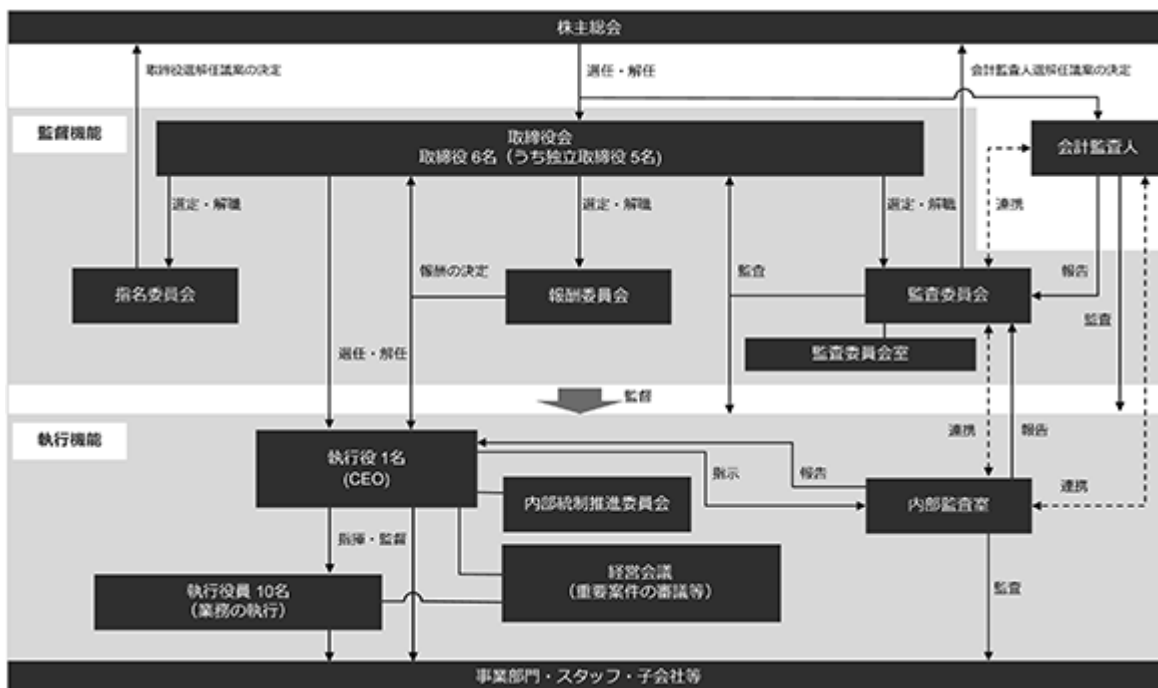 株主総会
取締役選解任議案の決定
選任・解任
会計監査人選解任議案の決定
監督機能
取締役会
取締役 6名（うち独立取締役 5名)
会計監査人
選定・解職
選定・解職
選定・解職
連携
指名委員会
報酬の決定
報酬委員会
監査
監査委員会
報告
監査
監査委員会室
選任・解任
監督
執行機能
執行役 1名
(CEO)
指示
報告
連携
報告
内部統制推進委員会
内部監査室
連携
指揮・監督
経営会議
（重要案件の審議等）
執行役員 10名
（業務の執行）
監査
事業部門・スタッフ・子会社等